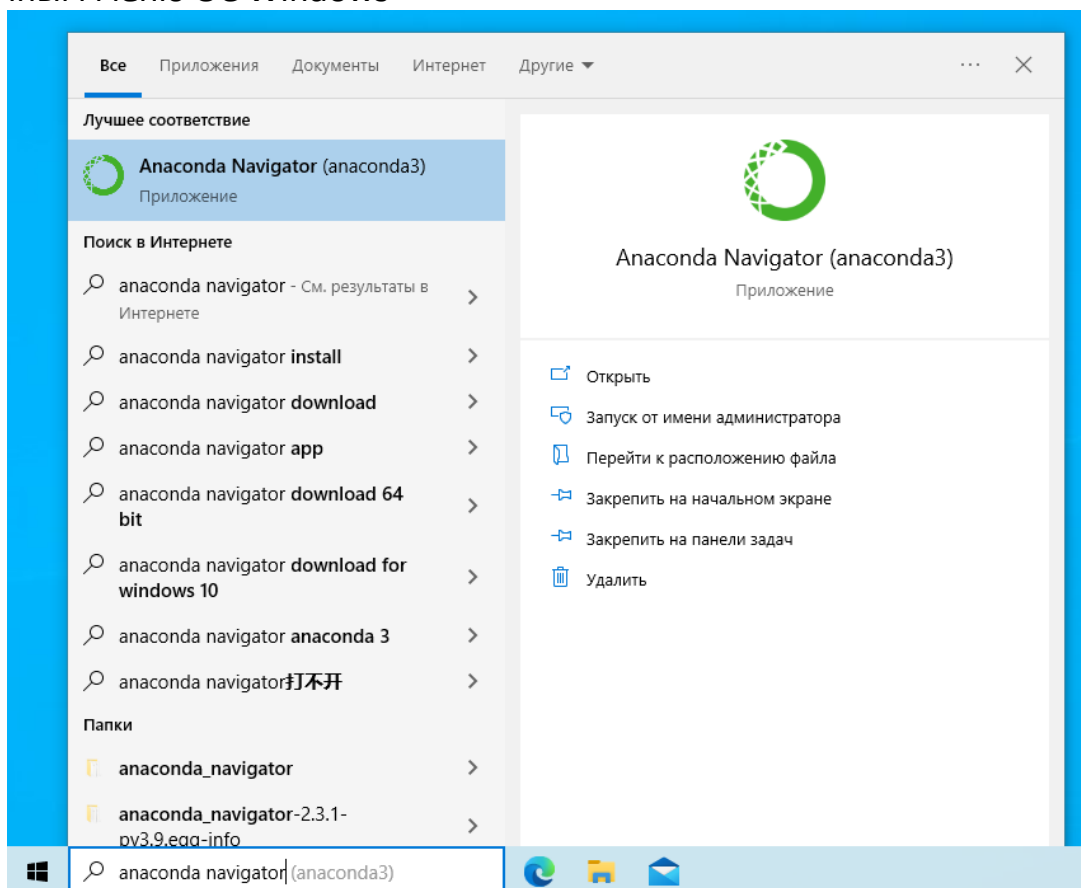 Меню ОС Windows
Все Приложения Документы Интернет Другие
Лучшее соответствие
Anaconda Navigator (anaconda3)
Приложение
Поиск в Интернете
anaconda navigator - См. результаты в
Интернете
anaconda navigator install
anaconda navigator download
anaconda navigator app
anaconda navigator download 64
bit
anaconda navigator download for
windows 10
anaconda navigator anaconda 3
anaconda navigator打不开
Папки
anaconda_navigator
anaconda_navigator-2.3.1-
py3.9.egg-info
Anaconda Navigator (anaconda3)
Приложение
Открыть
Запуск от имени администратора
Перейти к расположению файла
Закрепить на начальном экране
Закрепить на панели задач
Удалить
anaconda navigator (anaconda3)